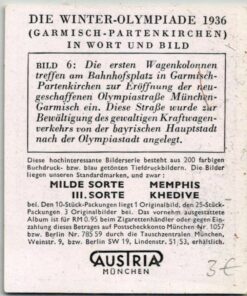 DIE WINTER-OLYMPIADE 1936
(GARMISCH-PARTENKIRCHEN)
IN WORT UND BILD
BILD 6: Die ersten Wagenkolonnen
treffen am Bahnhofsplatz in Garmisch-
Partenkirchen zur Eröffnung der neu-
geschaffenen Olympiastraße München-
Garmisch ein. Diese Straße wurde zur
Bewältigung des gewaltigen Kraftwagen-
verkehrs von der bayrischen Hauptstadt
nach der Olympiastadt angelegt.
Diese hochinteressante Bilderserie besteht aus 200 farbigen
Buchdruck- bzw. blau getönten Tiefdruckbildern. Die Bilder
liegen unseren Standardmarken, und zwar:
MILDE SORTE MEMPHIS
III. SORTE KHEDIVE
bei. Den 10-Stück-Packungen liegt 1 Originalbild, den 25-Stück-
Packungen 3 Originalbilder bei. Das vornehm ausgestattete
Album ist für RM 0.95 beim Zigarettenhändler oder gegen Ein-
zahlung dieses Betrages auf Postscheckkonto München Nr. 1057
bzw. Berlin Nr. 785 59 durch die Tauschzentralen München,
Weinstr. 9, bzw. Berlin SW 19, Lindenstr. 51/53, erhältlich.
AUSTRIA
MÜNCHEN
3€